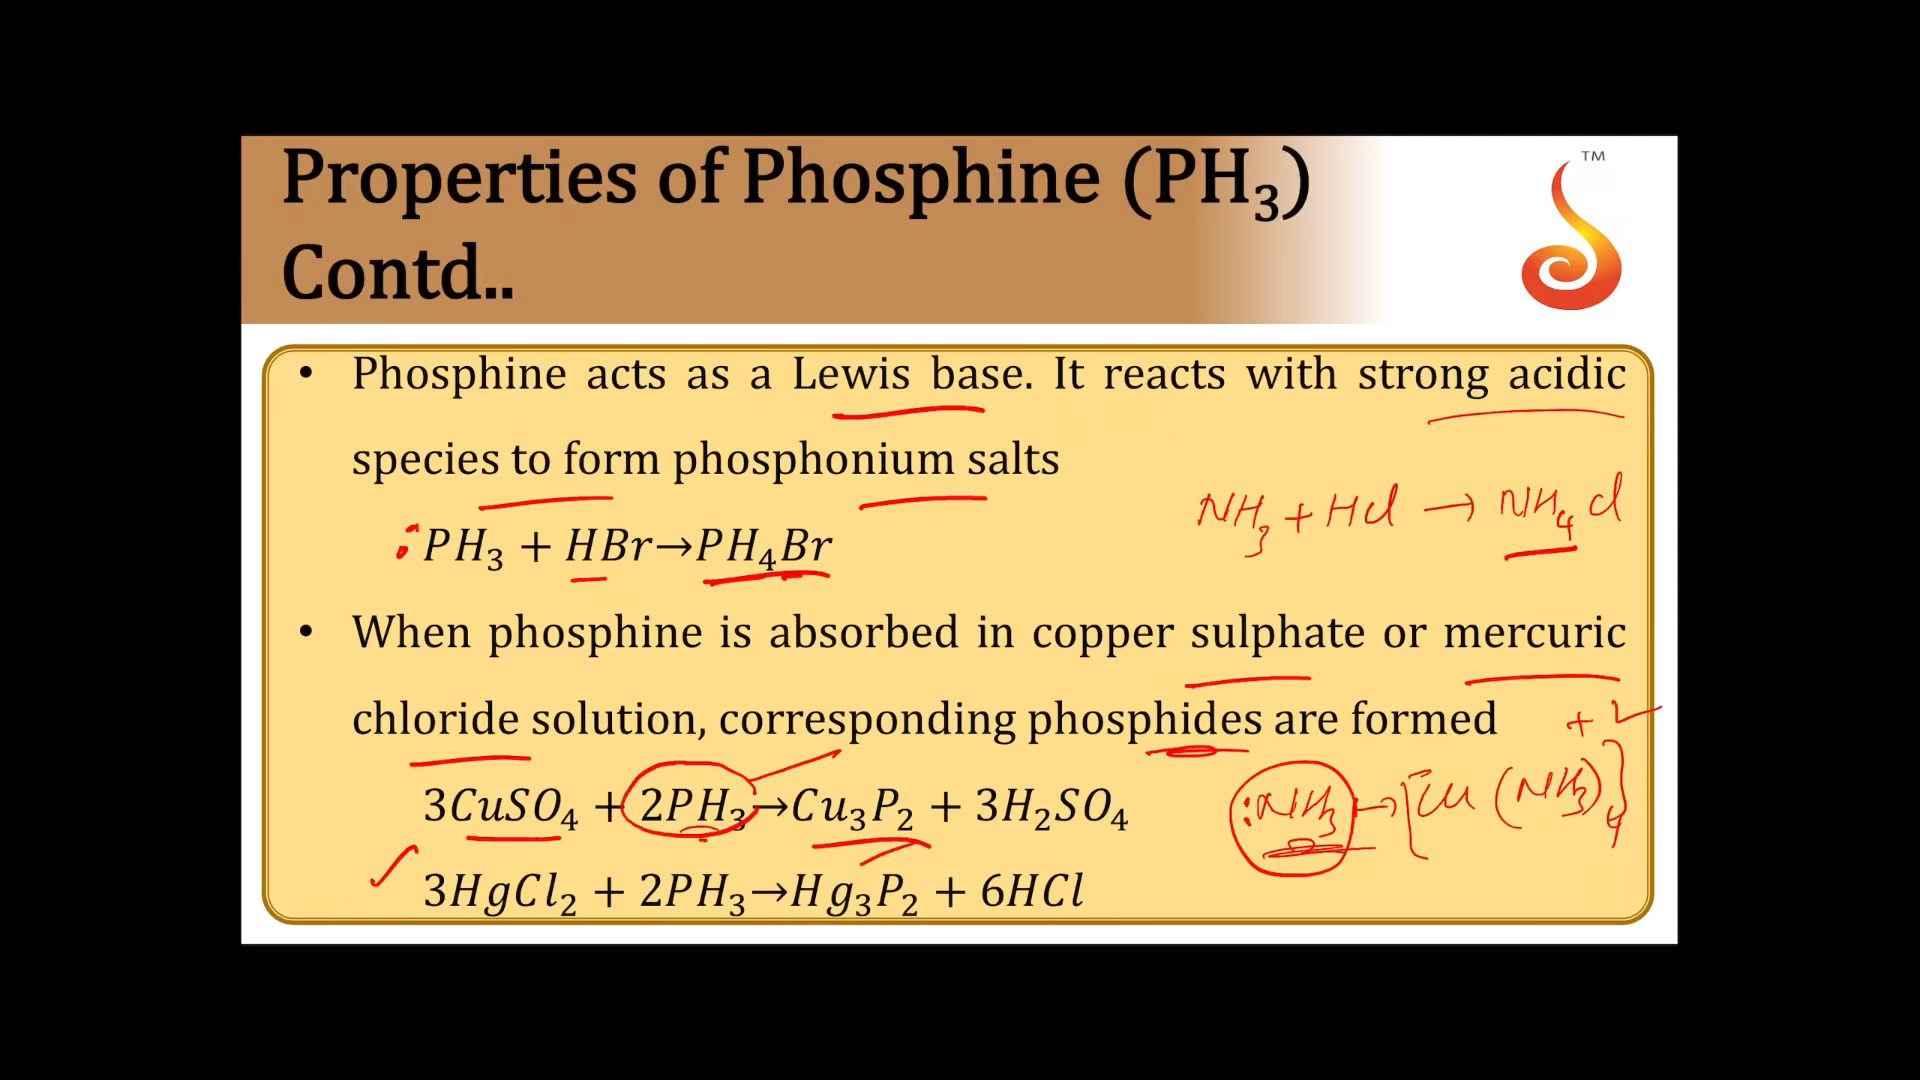 Properties of Phosphine (PH₃)
Contd..
TM
• Phosphine acts as a Lewis base. It reacts with strong acidic
species to form phosphonium salts
NH₃ + HCl → NH₄Cl
:PH₃ + HBr→PH₄Br
• When phosphine is absorbed in copper sulphate or mercuric
chloride solution, corresponding phosphides are formed
3CuSO₄ + 2PH₃→Cu₃P₂ + 3H₂SO₄
:NH₃ → [Cu(NH₃)₄]
3HgCl₂ + 2PH₃→Hg₃P₂ + 6HCl